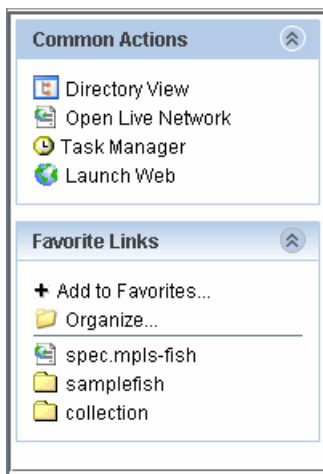 Common Actions
Directory View
Open Live Network
Task Manager
Launch Web
Favorite Links
Add to Favorites...
Organize...
spec.mpls-fish
samplefish
collection